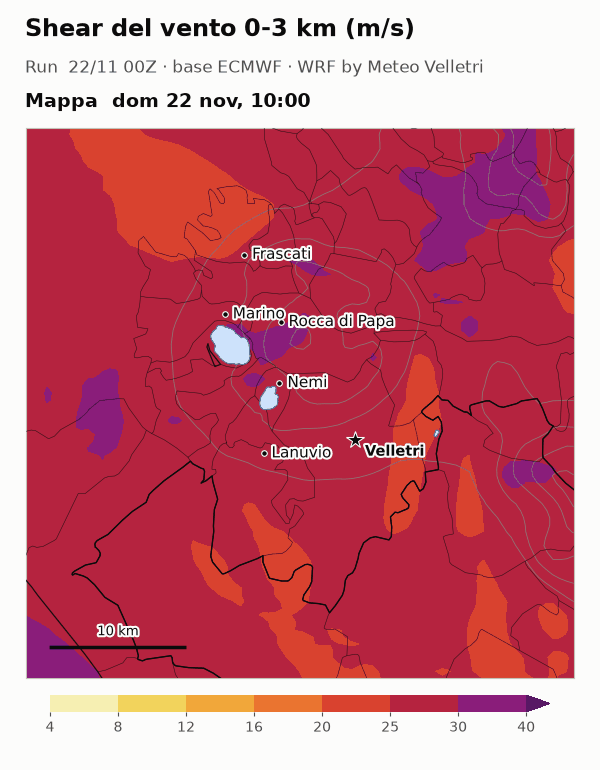 Shear del vento 0-3 km (m/s)
Run  22/11 00Z · base ECMWF · WRF by Meteo Velletri
Mappa  dom 22 nov, 10:00
Frascati
Marino
Rocca di Papa
Nemi
Velletri
Lanuvio
10 km
4 8 12 16 20 25 30 40